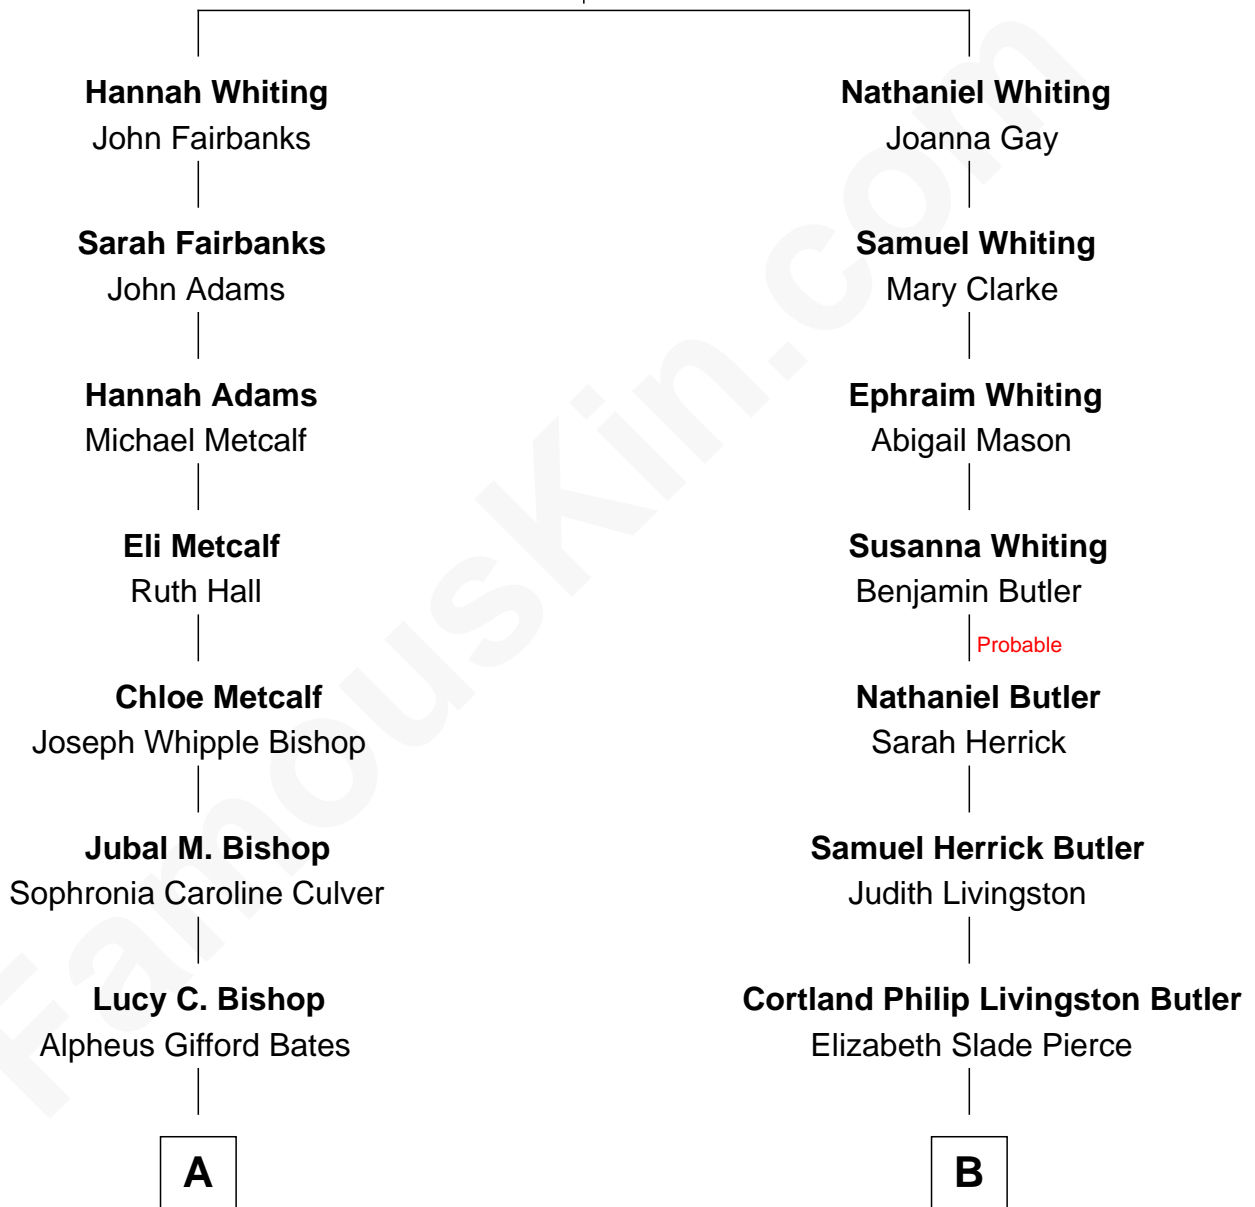 Hannah Whiting
John Fairbanks
Sarah Fairbanks
John Adams
Hannah Adams
Michael Metcalf
Eli Metcalf
Ruth Hall
Chloe Metcalf
Joseph Whipple Bishop
Jubal M. Bishop
Sophronia Caroline Culver
Lucy C. Bishop
Alpheus Gifford Bates
A
Nathaniel Whiting
Joanna Gay
Samuel Whiting
Mary Clarke
Ephraim Whiting
Abigail Mason
Susanna Whiting
Benjamin Butler
Probable
Nathaniel Butler
Sarah Herrick
Samuel Herrick Butler
Judith Livingston
Cortland Philip Livingston Butler
Elizabeth Slade Pierce
B
FamousKin.com